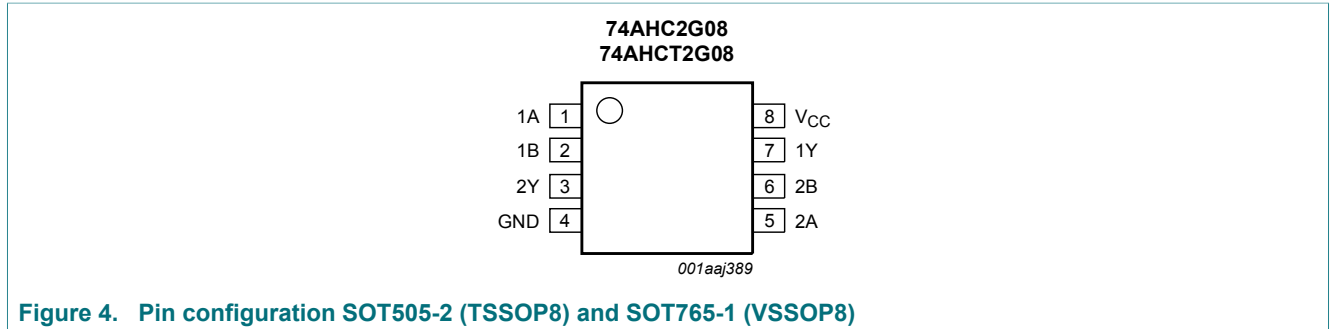 74AHC2G08
74AHCT2G08
1A 1 8 VCC
1B 2 7 1Y
2Y 3 6 2B
GND 4 5 2A
001aaj389
Figure 4. Pin configuration SOT505-2 (TSSOP8) and SOT765-1 (VSSOP8)